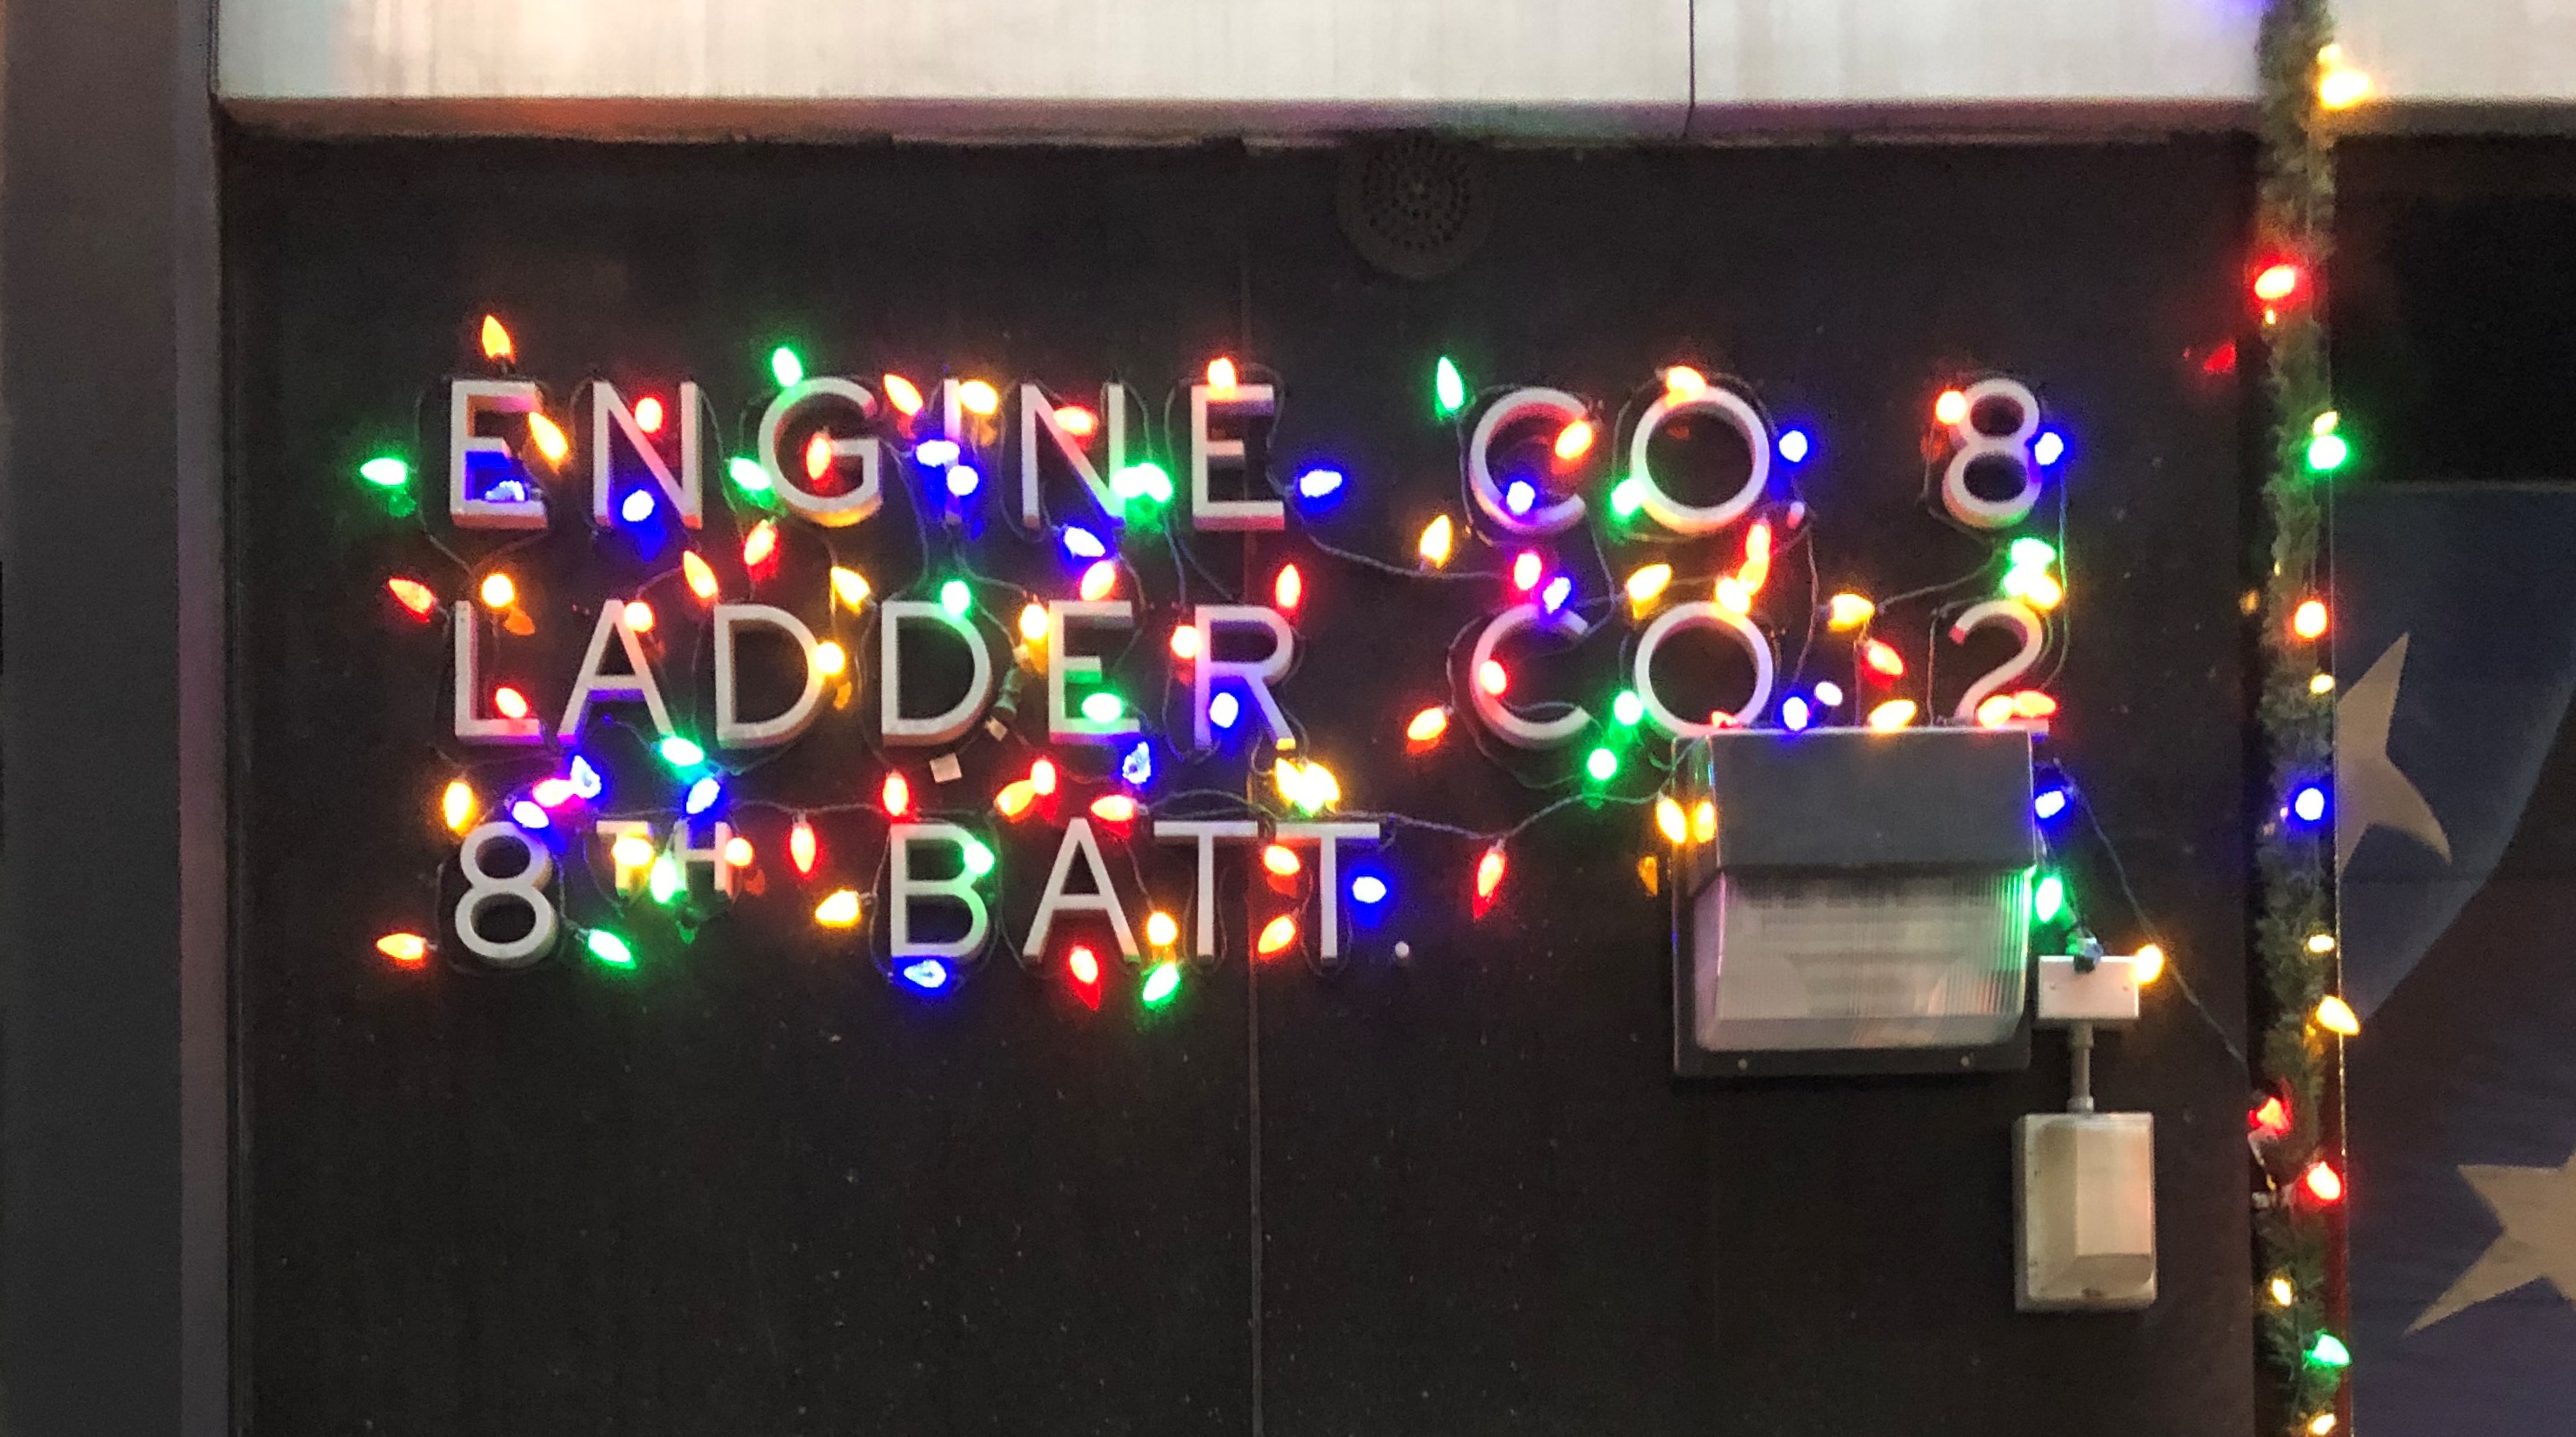 ENGINE CO. 8
LADDER CO. 2
8TH BATT.